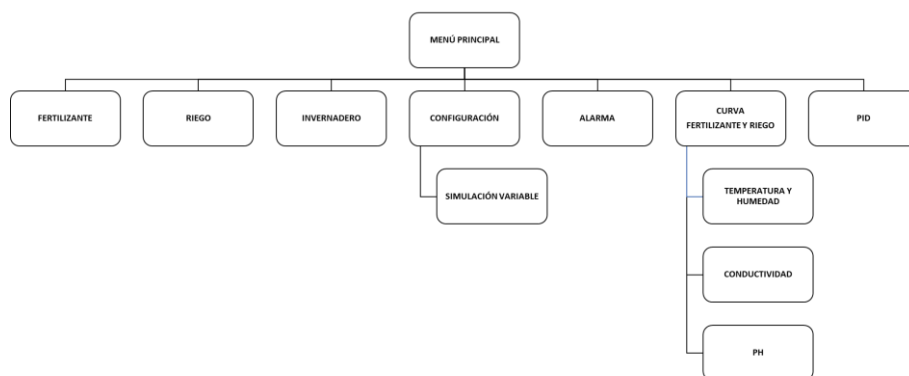 MENÚ PRINCIPAL
FERTILIZANTE
RIEGO
INVERNADERO
CONFIGURACIÓN
ALARMA
CURVA
FERTILIZANTE Y RIEGO
PID
SIMULACIÓN VARIABLE
TEMPERATURA Y
HUMEDAD
CONDUCTIVIDAD
PH